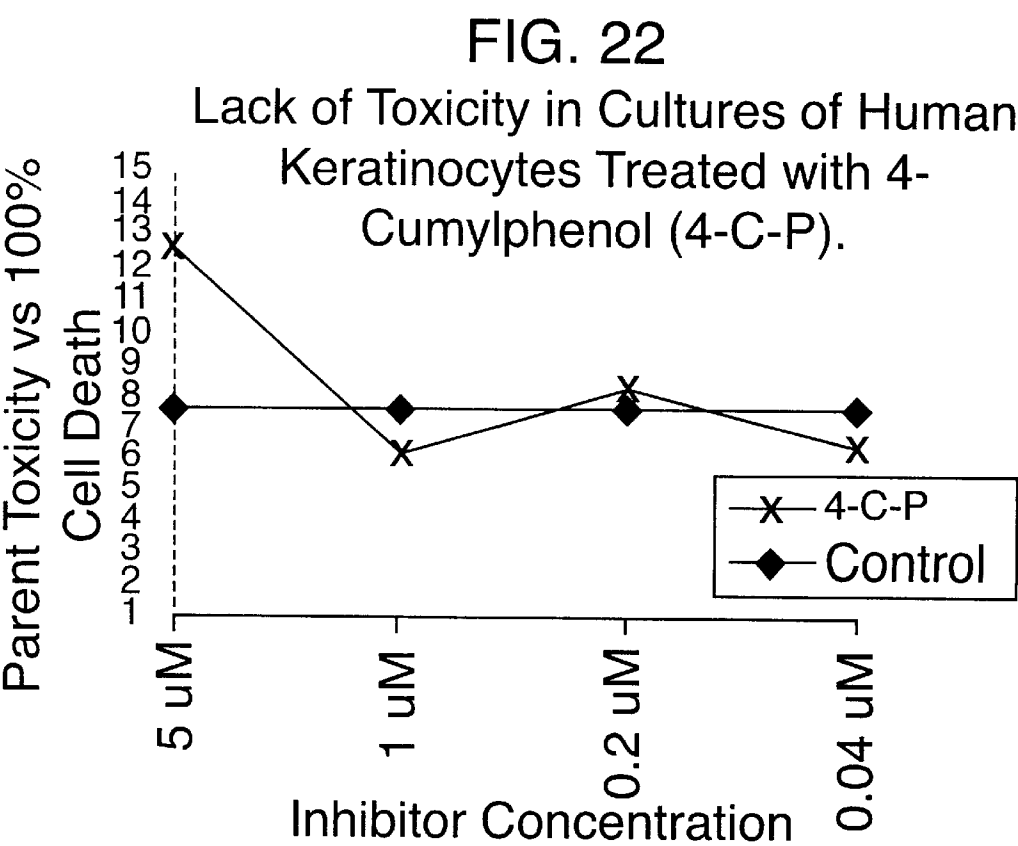 FIG. 22
Lack of Toxicity in Cultures of Human
Keratinocytes Treated with 4-
Cumylphenol (4-C-P).
Parent Toxicity vs 100%
Cell Death
15
14
13
12
11
10
9
8
7
6
5
4
3
2
1
4-C-P
Control
5 uM
1 uM
0.2 uM
0.04 uM
Inhibitor Concentration